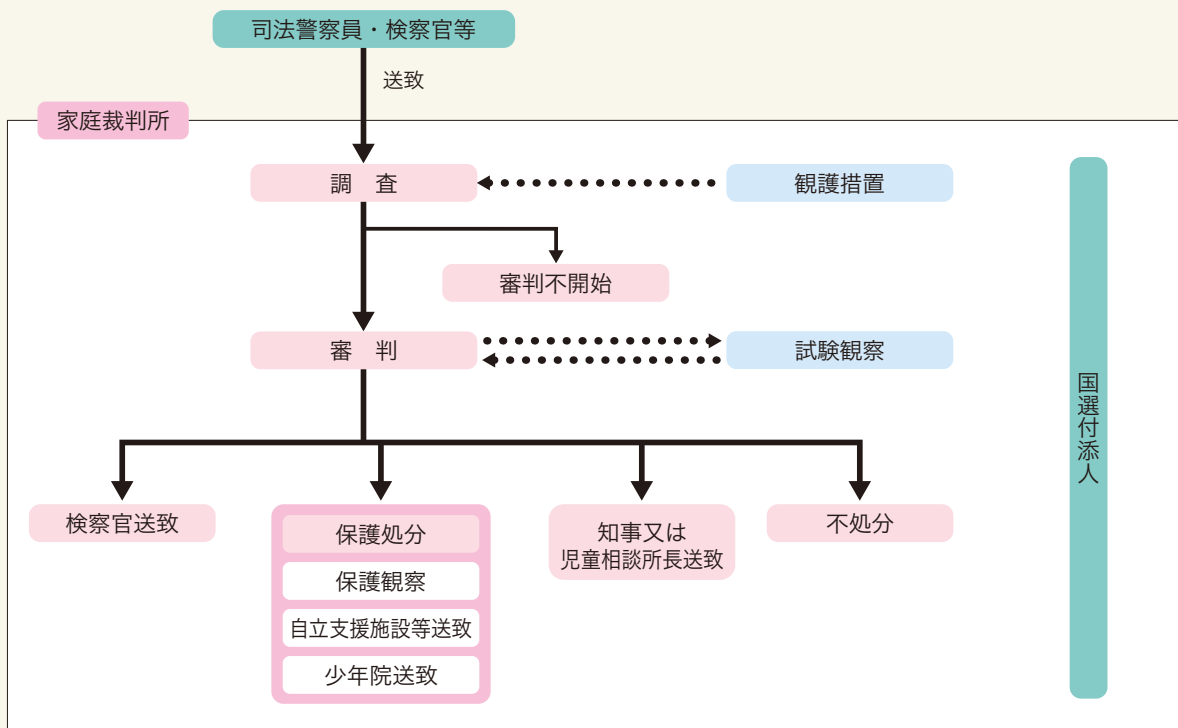 司法警察員・検察官等
送致
家庭裁判所
調　査
観護措置
審判不開始
審　判
試験観察
国選付添人
検察官送致
保護処分
保護観察
自立支援施設等送致
少年院送致
知事又は
児童相談所長送致
不処分